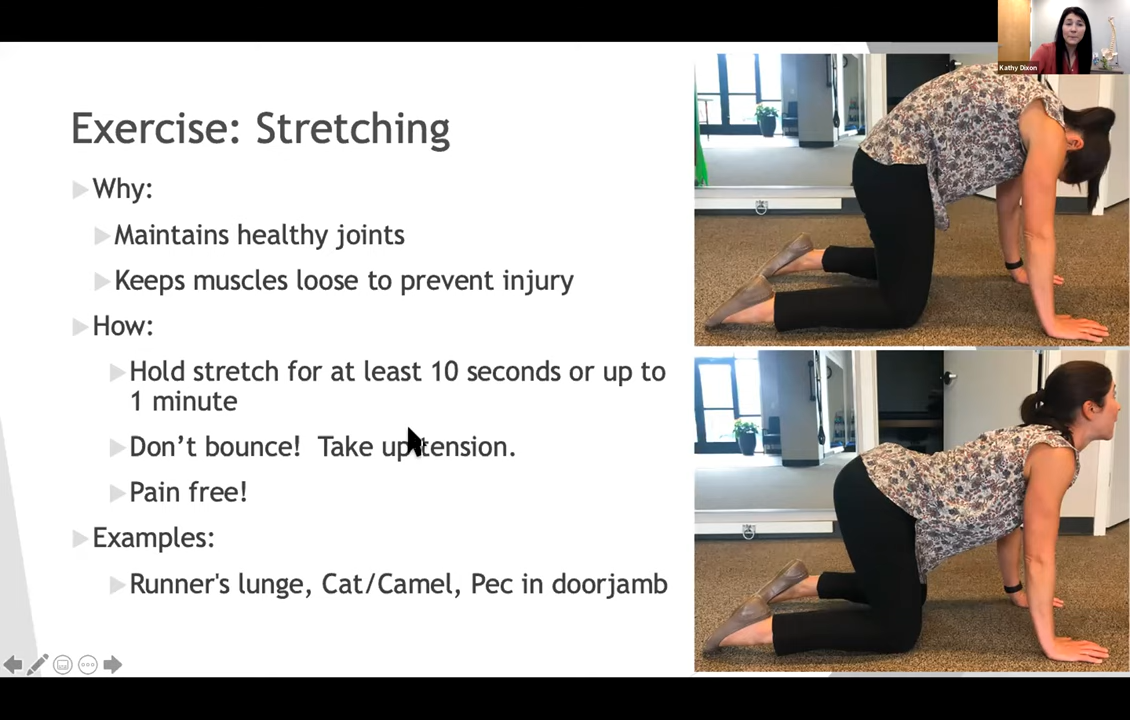 Exercise: Stretching
Why:
Maintains healthy joints
Keeps muscles loose to prevent injury
How:
Hold stretch for at least 10 seconds or up to
1 minute
Don’t bounce!  Take up tension.
Pain free!
Examples:
Runner's lunge, Cat/Camel, Pec in doorjamb
Kathy Dixon